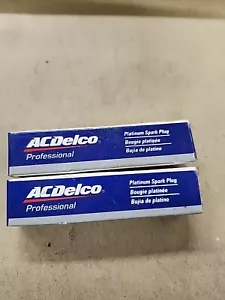 ACDelco
Professional
Platinum Spark Plug
Bougie platinée
Bujía de platino
ACDelco
Professional
Platinum Spark Plug
Bougie platinée
Bujía de platino